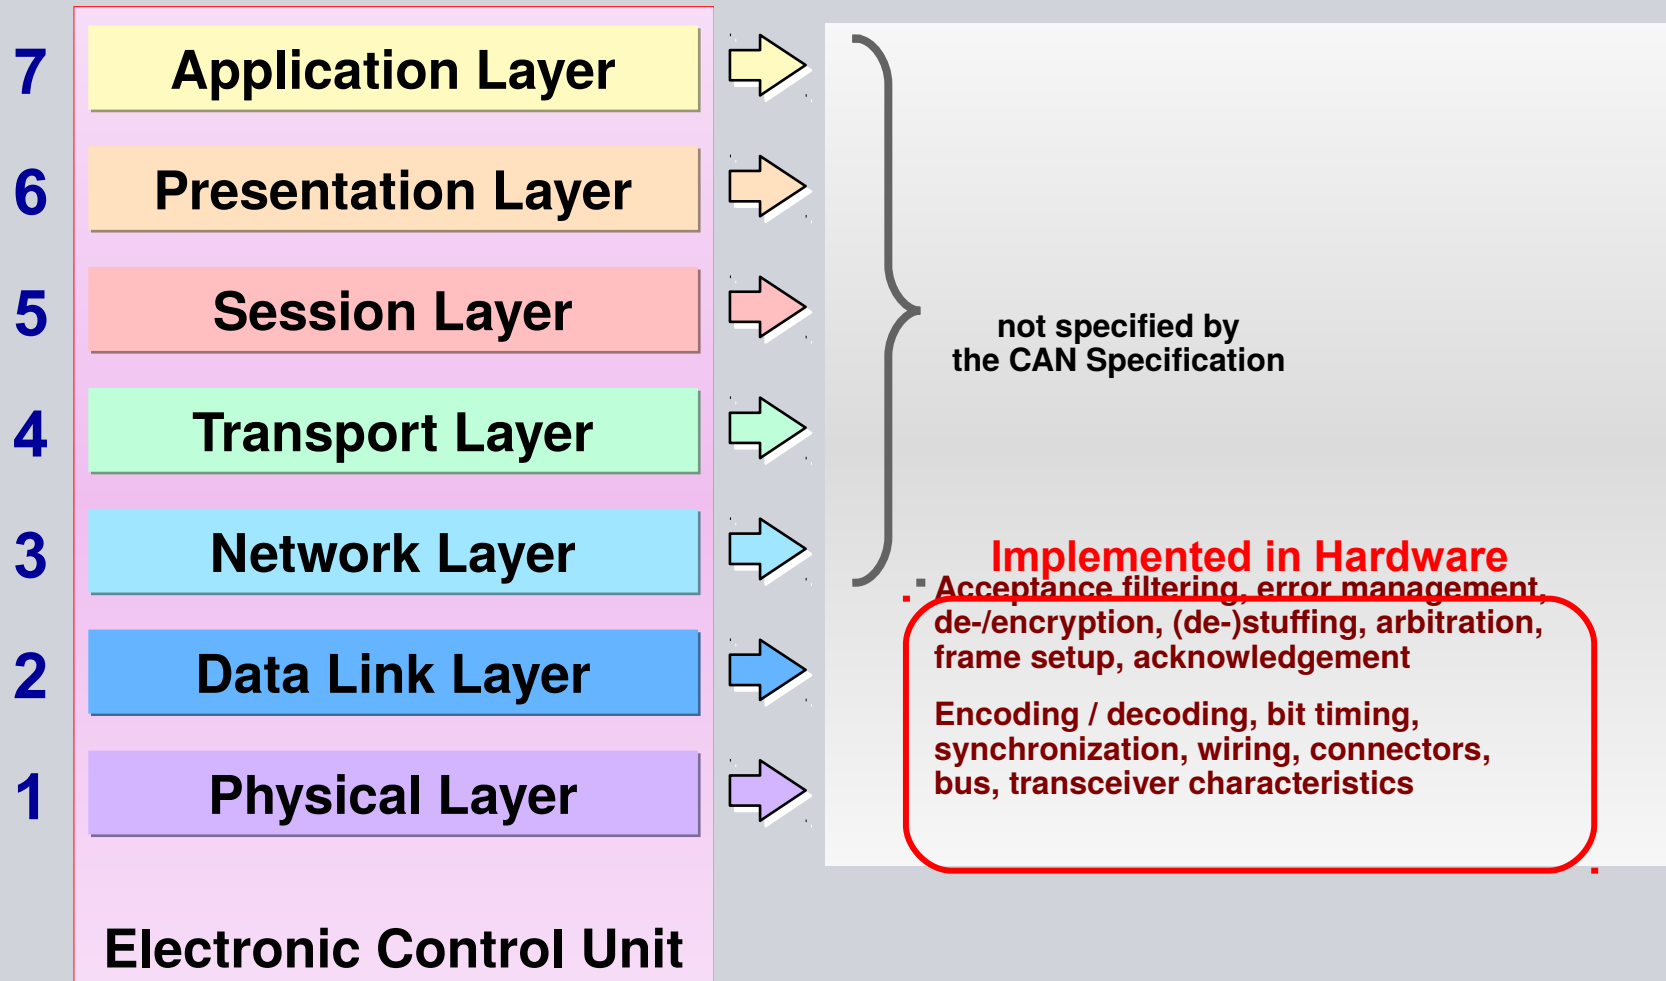 7 Application Layer
6 Presentation Layer
5 Session Layer
not specified by
the CAN Specification
4 Transport Layer
3 Network Layer
Implemented in Hardware
Acceptance filtering, error management,
de-/encryption, (de-)stuffing, arbitration,
frame setup, acknowledgement
2 Data Link Layer
Encoding / decoding, bit timing,
synchronization, wiring, connectors,
bus, transceiver characteristics
1 Physical Layer
Electronic Control Unit